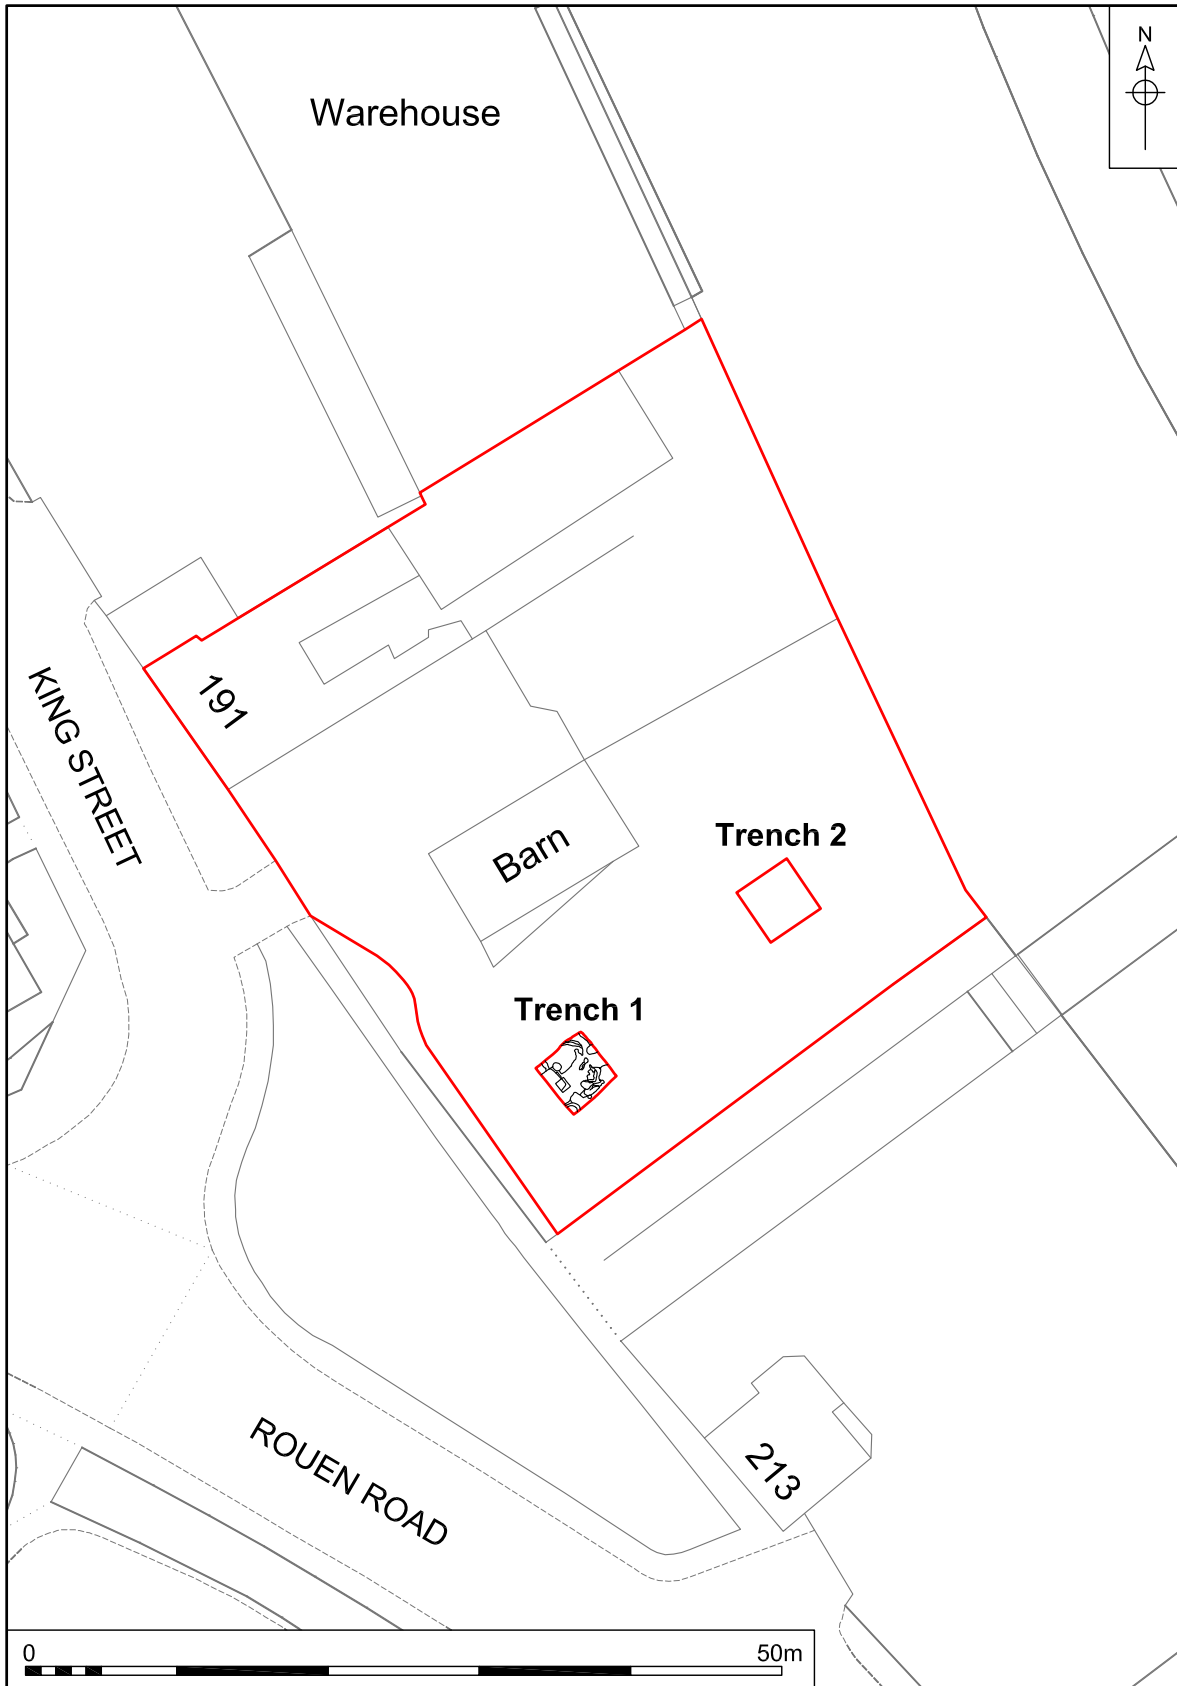 N
Warehouse
191
KING STREET
Barn
Trench 2
Trench 1
ROUEN ROAD
213
0 50m